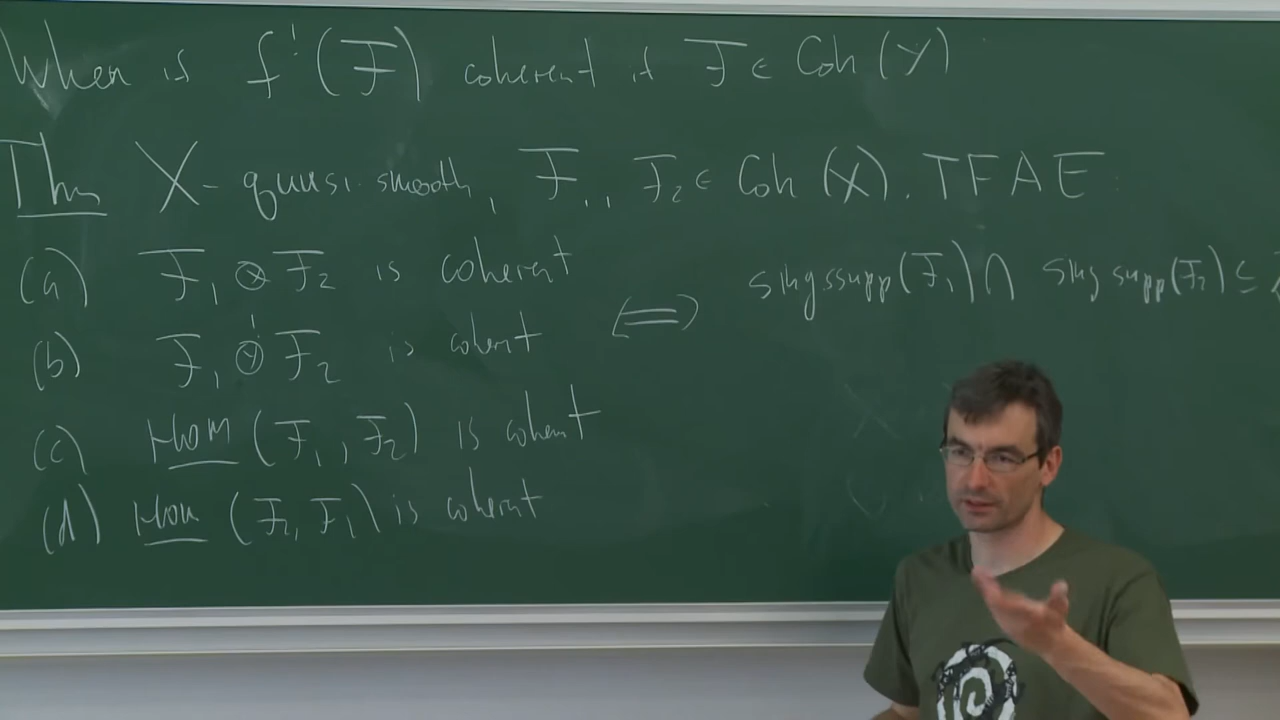 When is f^!(F) coherent if F ∈ Coh(Y)
Thm X-quasi-smooth, F_1, F_2 ∈ Coh(X). TFAE:
(a) F_1 ⊗ F_2 is coherent
(b) F_1 ⊗^! F_2 is coherent
(c) Hom(F_1, F_2) is coherent
(d) Hom(F_2, F_1) is coherent
⟺ singsupp(F_1) ∩ singsupp(F_2) ⊆